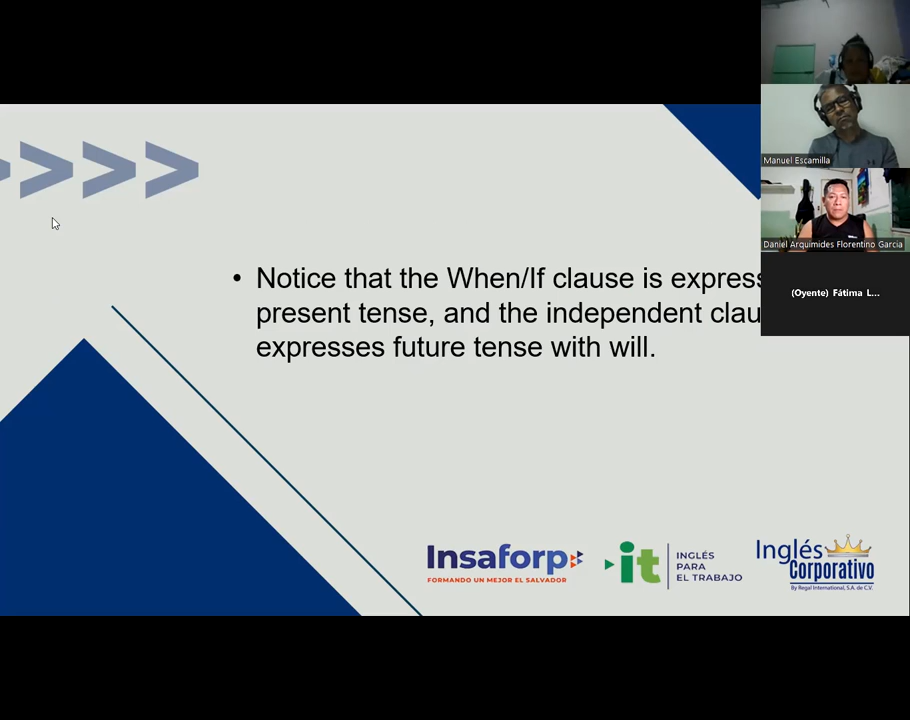 • Notice that the When/If clause is
present tense, and the independent
expresses future tense with will.
Manuel Escamilla
Daniel Arquimides Florentino Garcia
(Oyente) Fátima L...
Insaforp
FORMANDO UN MEJOR EL SALVADOR
it
INGLÉS
PARA
EL TRABAJO
Inglés
Corporativo
By Regal International, S.A. de C.V.